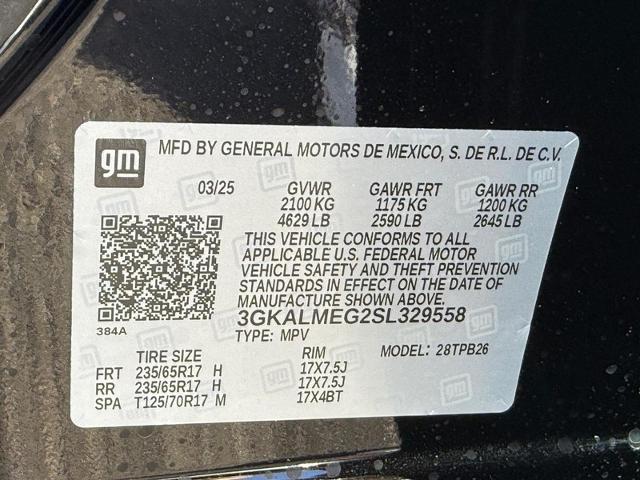 gm MFD BY GENERAL MOTORS DE MEXICO, S. DE R.L. DE C.V.
03/25 GVWR GAWR FRT GAWR RR
2100 KG 1175 KG 1200 KG
4629 LB 2590 LB 2645 LB
THIS VEHICLE CONFORMS TO ALL
APPLICABLE U.S. FEDERAL MOTOR
VEHICLE SAFETY AND THEFT PREVENTION
STANDARDS IN EFFECT ON THE DATE OF
MANUFACTURE SHOWN ABOVE.
3GKALMEG2SL329558
384A
TYPE: MPV
TIRE SIZE RIM MODEL: 28TPB26
FRT 235/65R17 H 17X7.5J
RR 235/65R17 H 17X7.5J
SPA T125/70R17 M 17X4BT